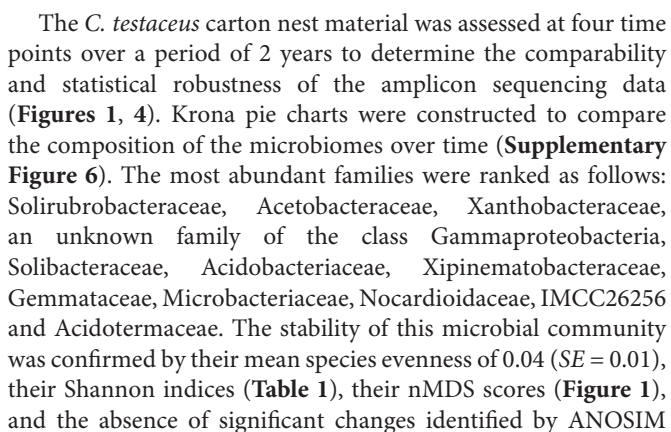 The C. testaceus carton nest material was assessed at four time
points over a period of 2 years to determine the comparability
and statistical robustness of the amplicon sequencing data
(Figures 1, 4). Krona pie charts were constructed to compare
the composition of the microbiomes over time (Supplementary
Figure 6). The most abundant families were ranked as follows:
Solirubrobacteraceae, Acetobacteraceae, Xanthobacteraceae,
an unknown family of the class Gammaproteobacteria,
Solibacteraceae, Acidobacteriaceae, Xipinematobacteraceae,
Gemmataceae, Microbacteriaceae, Nocardioidaceae, IMCC26256
and Acidotermaceae. The stability of this microbial community
was confirmed by their mean species evenness of 0.04 (SE = 0.01),
their Shannon indices (Table 1), their nMDS scores (Figure 1),
and the absence of significant changes identified by ANOSIM